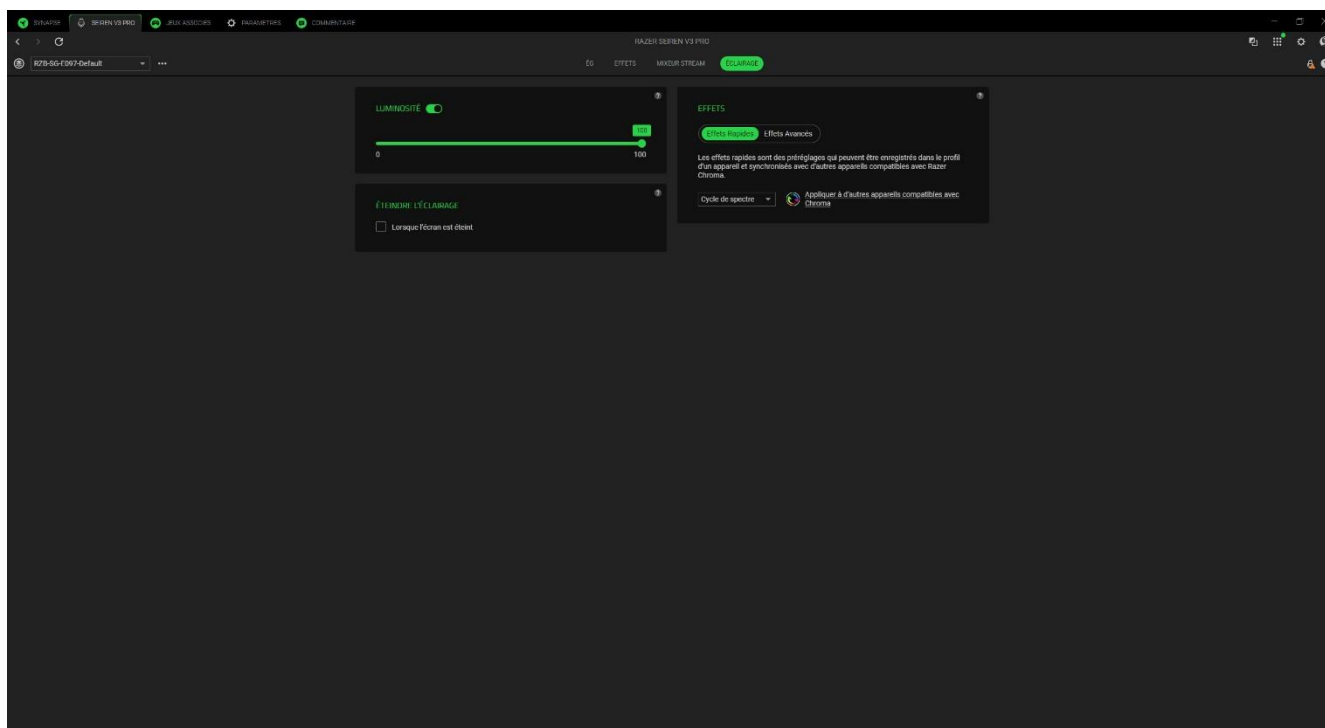 SYNAPSE
SEIREN V3 PRO
JEUX ASSOCIÉS
PARAMÈTRES
COMMENTAIRE
RAZER SEIREN V3 PRO
RZB-SG-E097-Default
ÉG
EFFETS
MIXEUR STREAM
ÉCLAIRAGE
LUMINOSITÉ
100
0
100
ÉTEINDRE L'ÉCLAIRAGE
Lorsque l'écran est éteint
EFFETS
Effets Rapides
Effets Avancés
Les effets rapides sont des préréglages qui peuvent être enregistrés dans le profil
d'un appareil et synchronisés avec d'autres appareils compatibles avec Razer
Chroma.
Cycle de spectre
Appliquer à d'autres appareils compatibles avec
Chroma